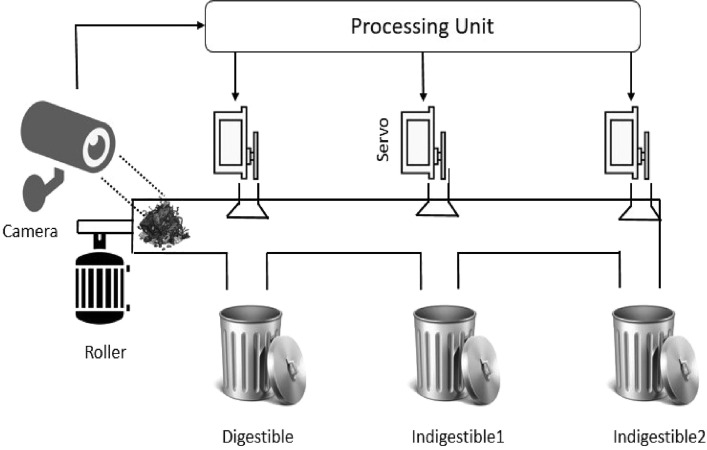 Processing Unit
Servo
Camera
Roller
Digestible
Indigestible1
Indigestible2